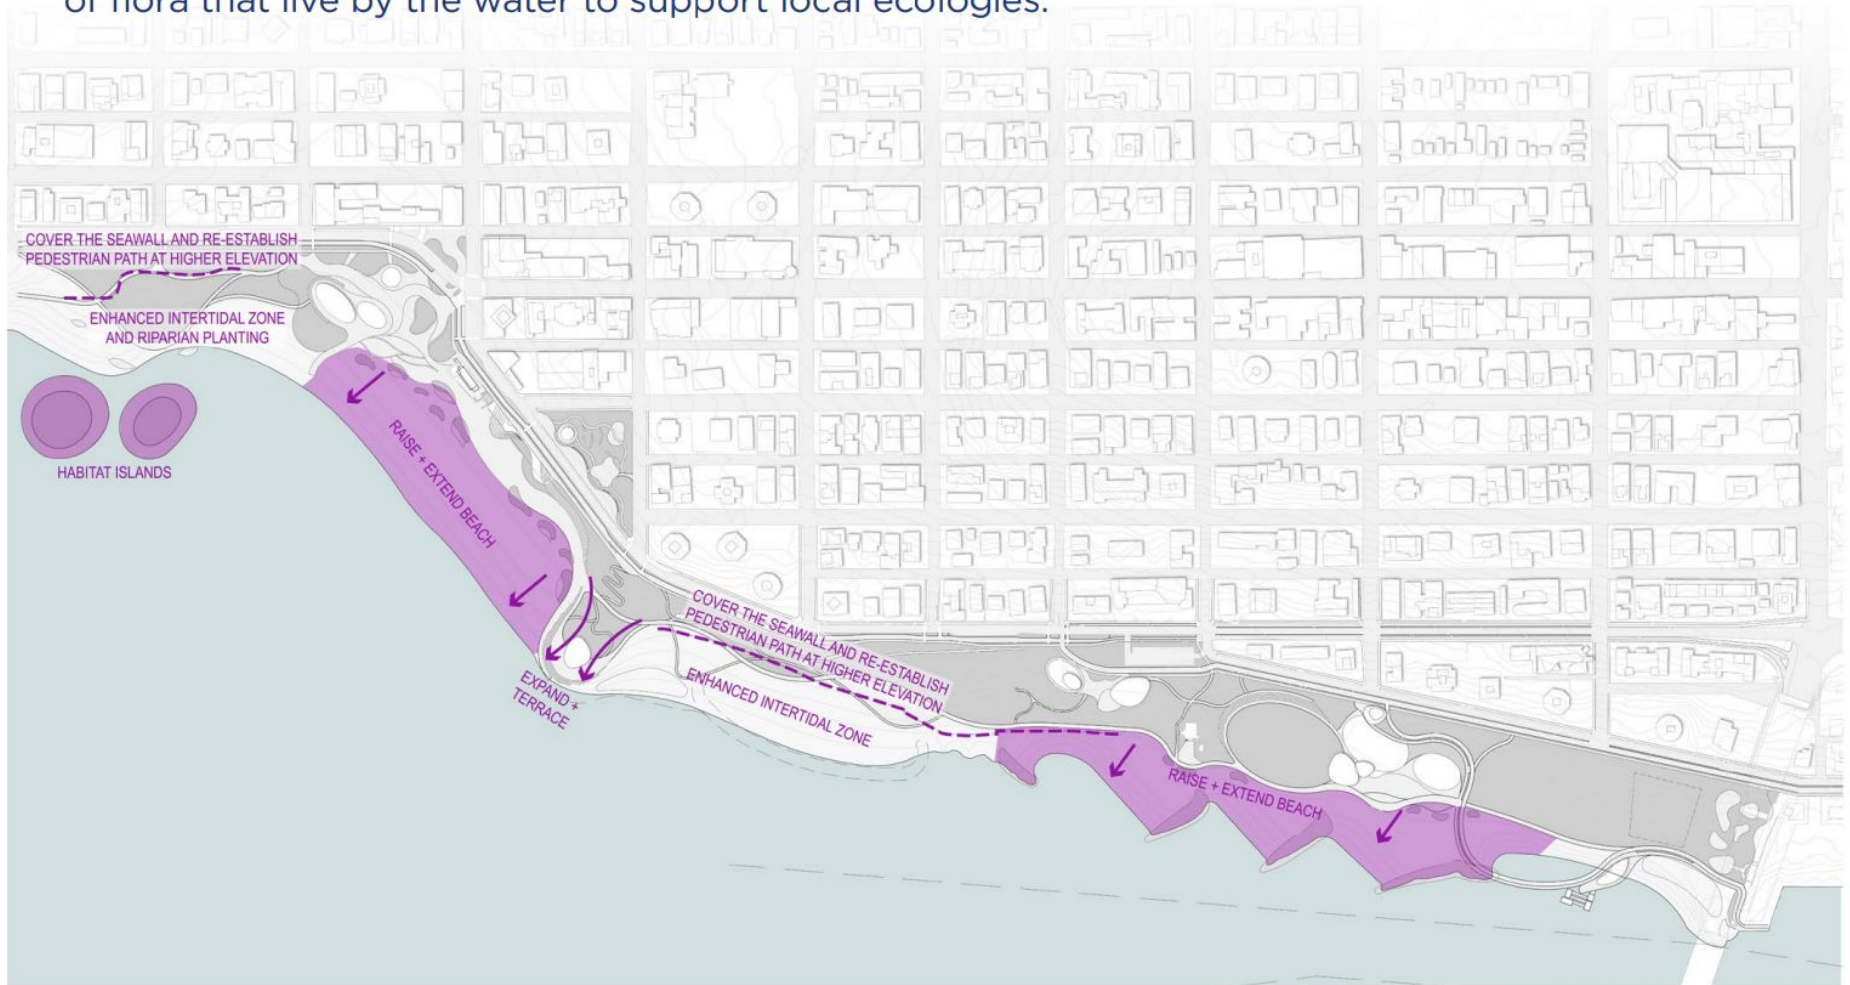 of flora that live by the water to support local ecologies.
COVER THE SEAWALL AND RE-ESTABLISH
PEDESTRIAN PATH AT HIGHER ELEVATION
ENHANCED INTERTIDAL ZONE
AND RIPARIAN PLANTING
HABITAT ISLANDS
RAISE + EXTEND BEACH
EXPAND +
TERRACE
COVER THE SEAWALL AND RE-ESTABLISH
PEDESTRIAN PATH AT HIGHER ELEVATION
ENHANCED INTERTIDAL ZONE
RAISE + EXTEND BEACH